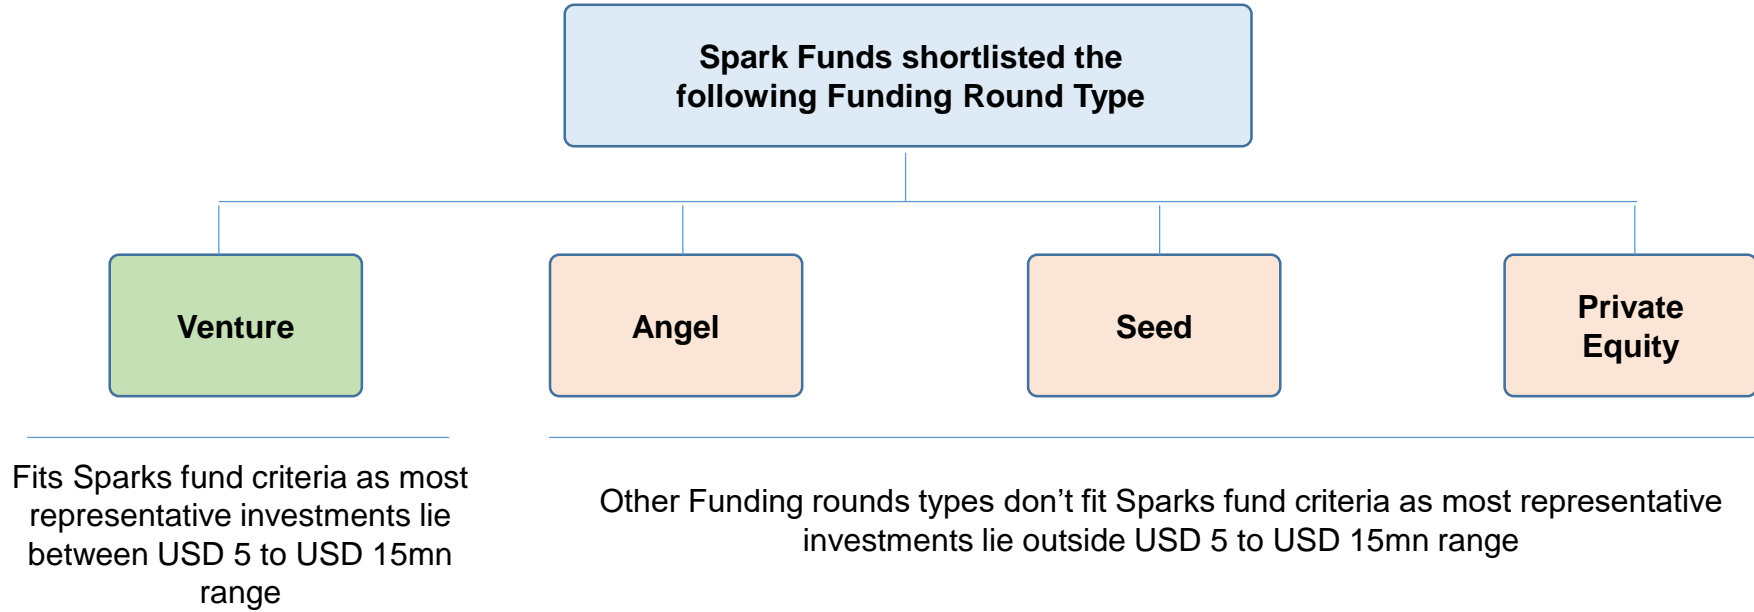 Spark Funds shortlisted the
following Funding Round Type
Venture
Angel
Seed
Private
Equity
Fits Sparks fund criteria as most
representative investments lie
between USD 5 to USD 15mn
range
Other Funding rounds types don’t fit Sparks fund criteria as most representative
investments lie outside USD 5 to USD 15mn range